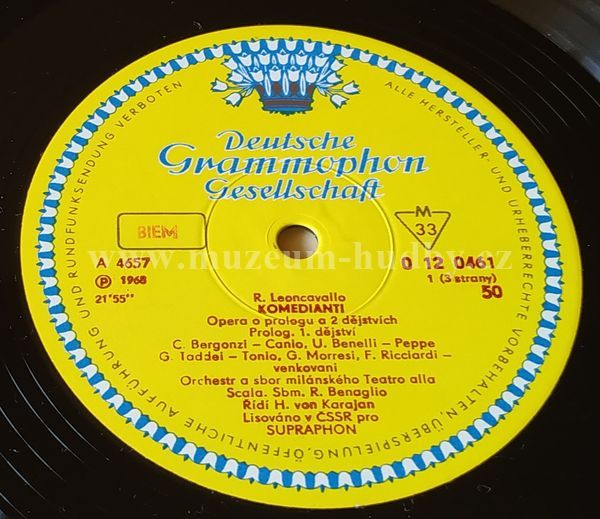 Deutsche
Grammophon
Gesellschaft
BIEM
M
33
A 4657
Ⓟ 1968
21'55"
0 12 0461
1 (3 strany)
50
R. Leoncavallo
KOMEDIANTI
Opera o prologu a 2 dějstvích
Prolog. 1. dějství
C. Bergonzi – Canio, U. Benelli – Peppe
G. Taddei – Tonio, G. Morresi, F. Ricciardi –
venkovani
Orchestr a sbor milánského Teatro alla
Scala. Sbm. R. Benaglio
Řídí H. von Karajan
Lisováno v ČSSR pro
SUPRAPHON
ALLE HERSTELLER- UND URHEBERRECHTE VORBEHALTEN, ÜBERSPIELUNG, ÖFFENTLICHE AUFFÜHRUNG UND RUNDFUNKSENDUNG VERBOTEN
www.muzeum-hudby.cz